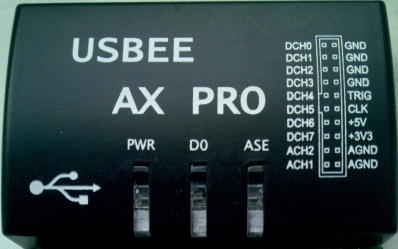 USBEE
AX PRO
PWR D0 ASE
DCH0 GND
DCH1 GND
DCH2 GND
DCH3 GND
DCH4 TRIG
DCH5 CLK
DCH6 +5V
DCH7 +3V3
ACH2 AGND
ACH1 AGND